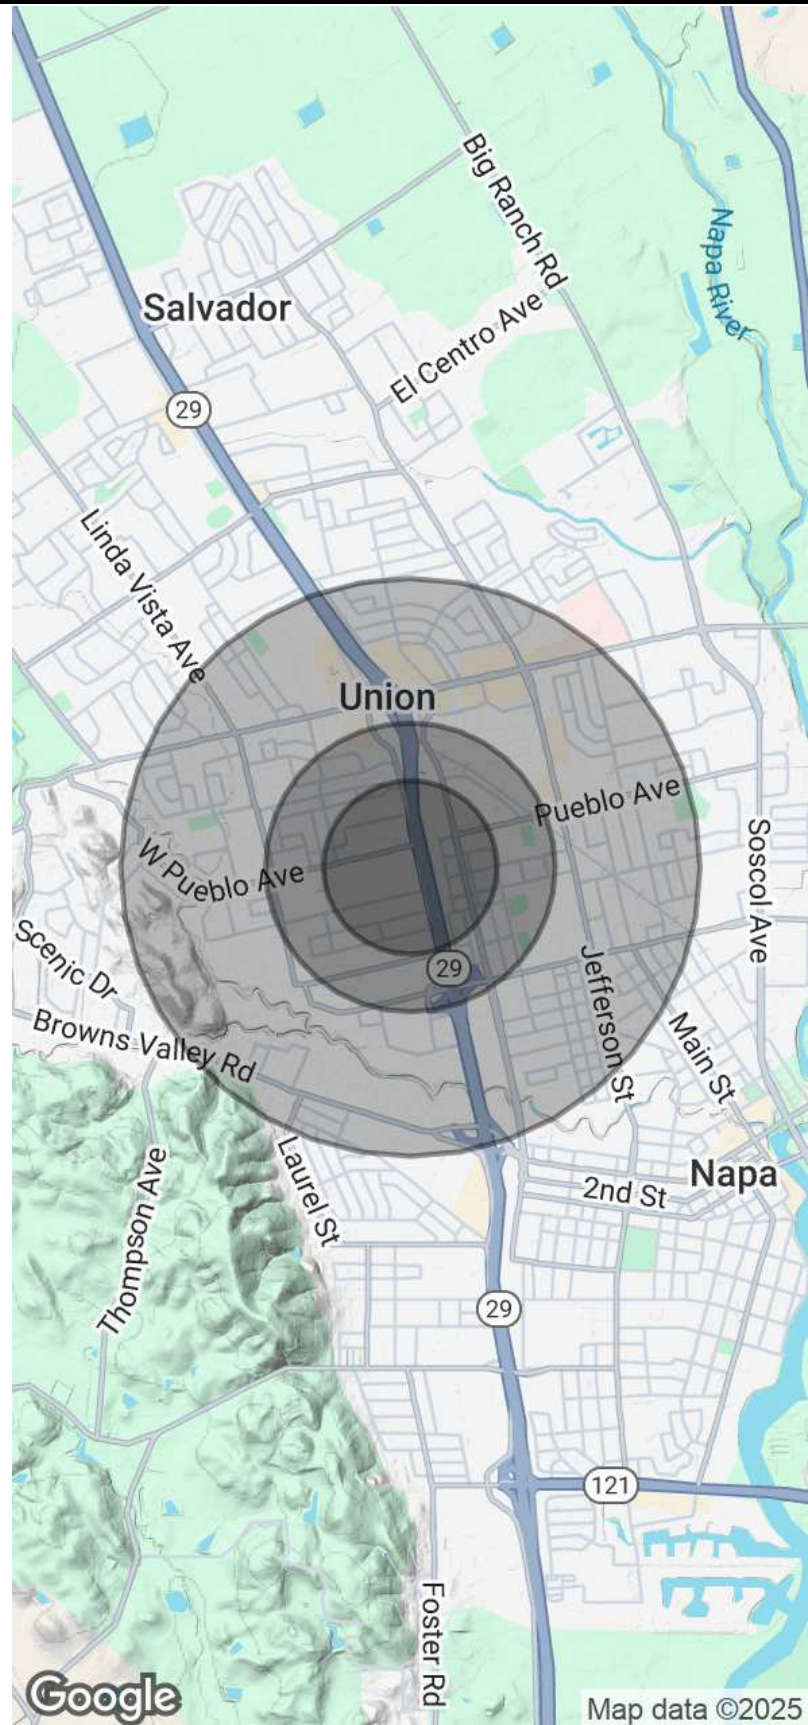 Big Ranch Rd
Napa River
Salvador
El Centro Ave
29
Linda Vista Ave
Union
Pueblo Ave
W Pueblo Ave
Soscol Ave
Scenic Dr
29
Jefferson St
Browns Valley Rd
Main St
Laurel St
Thompson Ave
Napa
2nd St
29
121
Foster Rd
Google
Map data ©2025